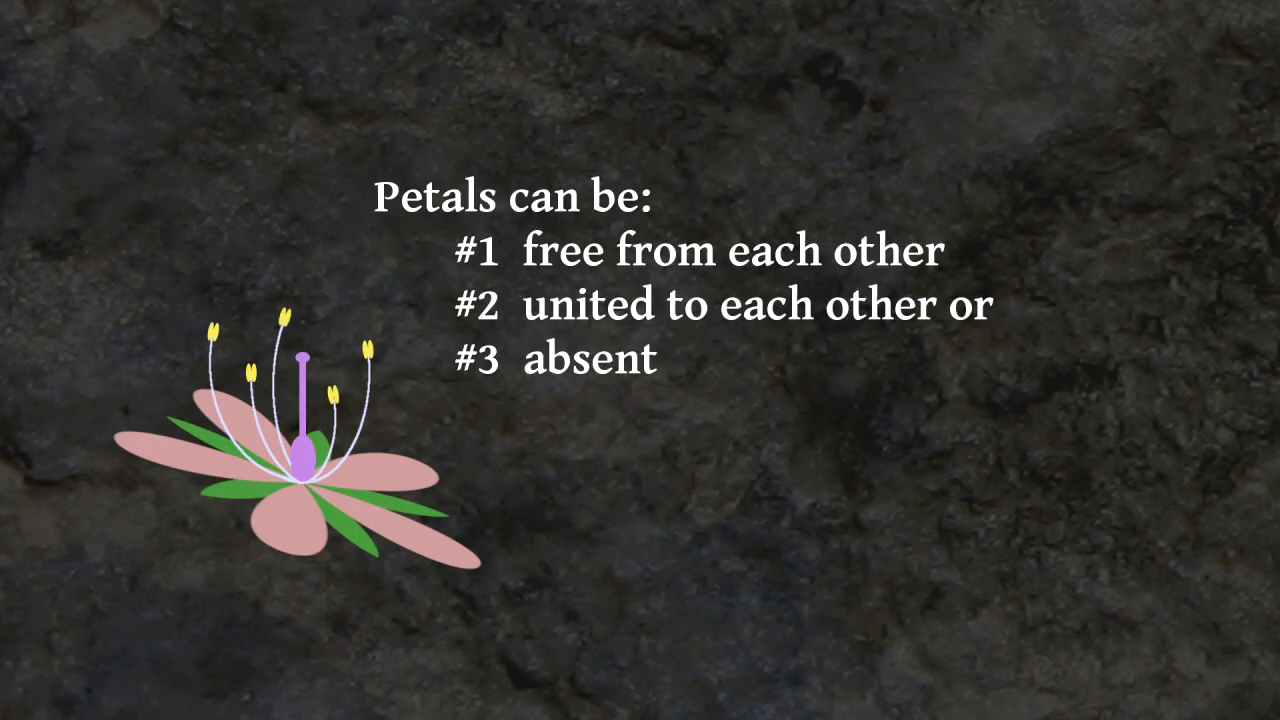 Petals can be:
#1 free from each other
#2 united to each other or
#3 absent